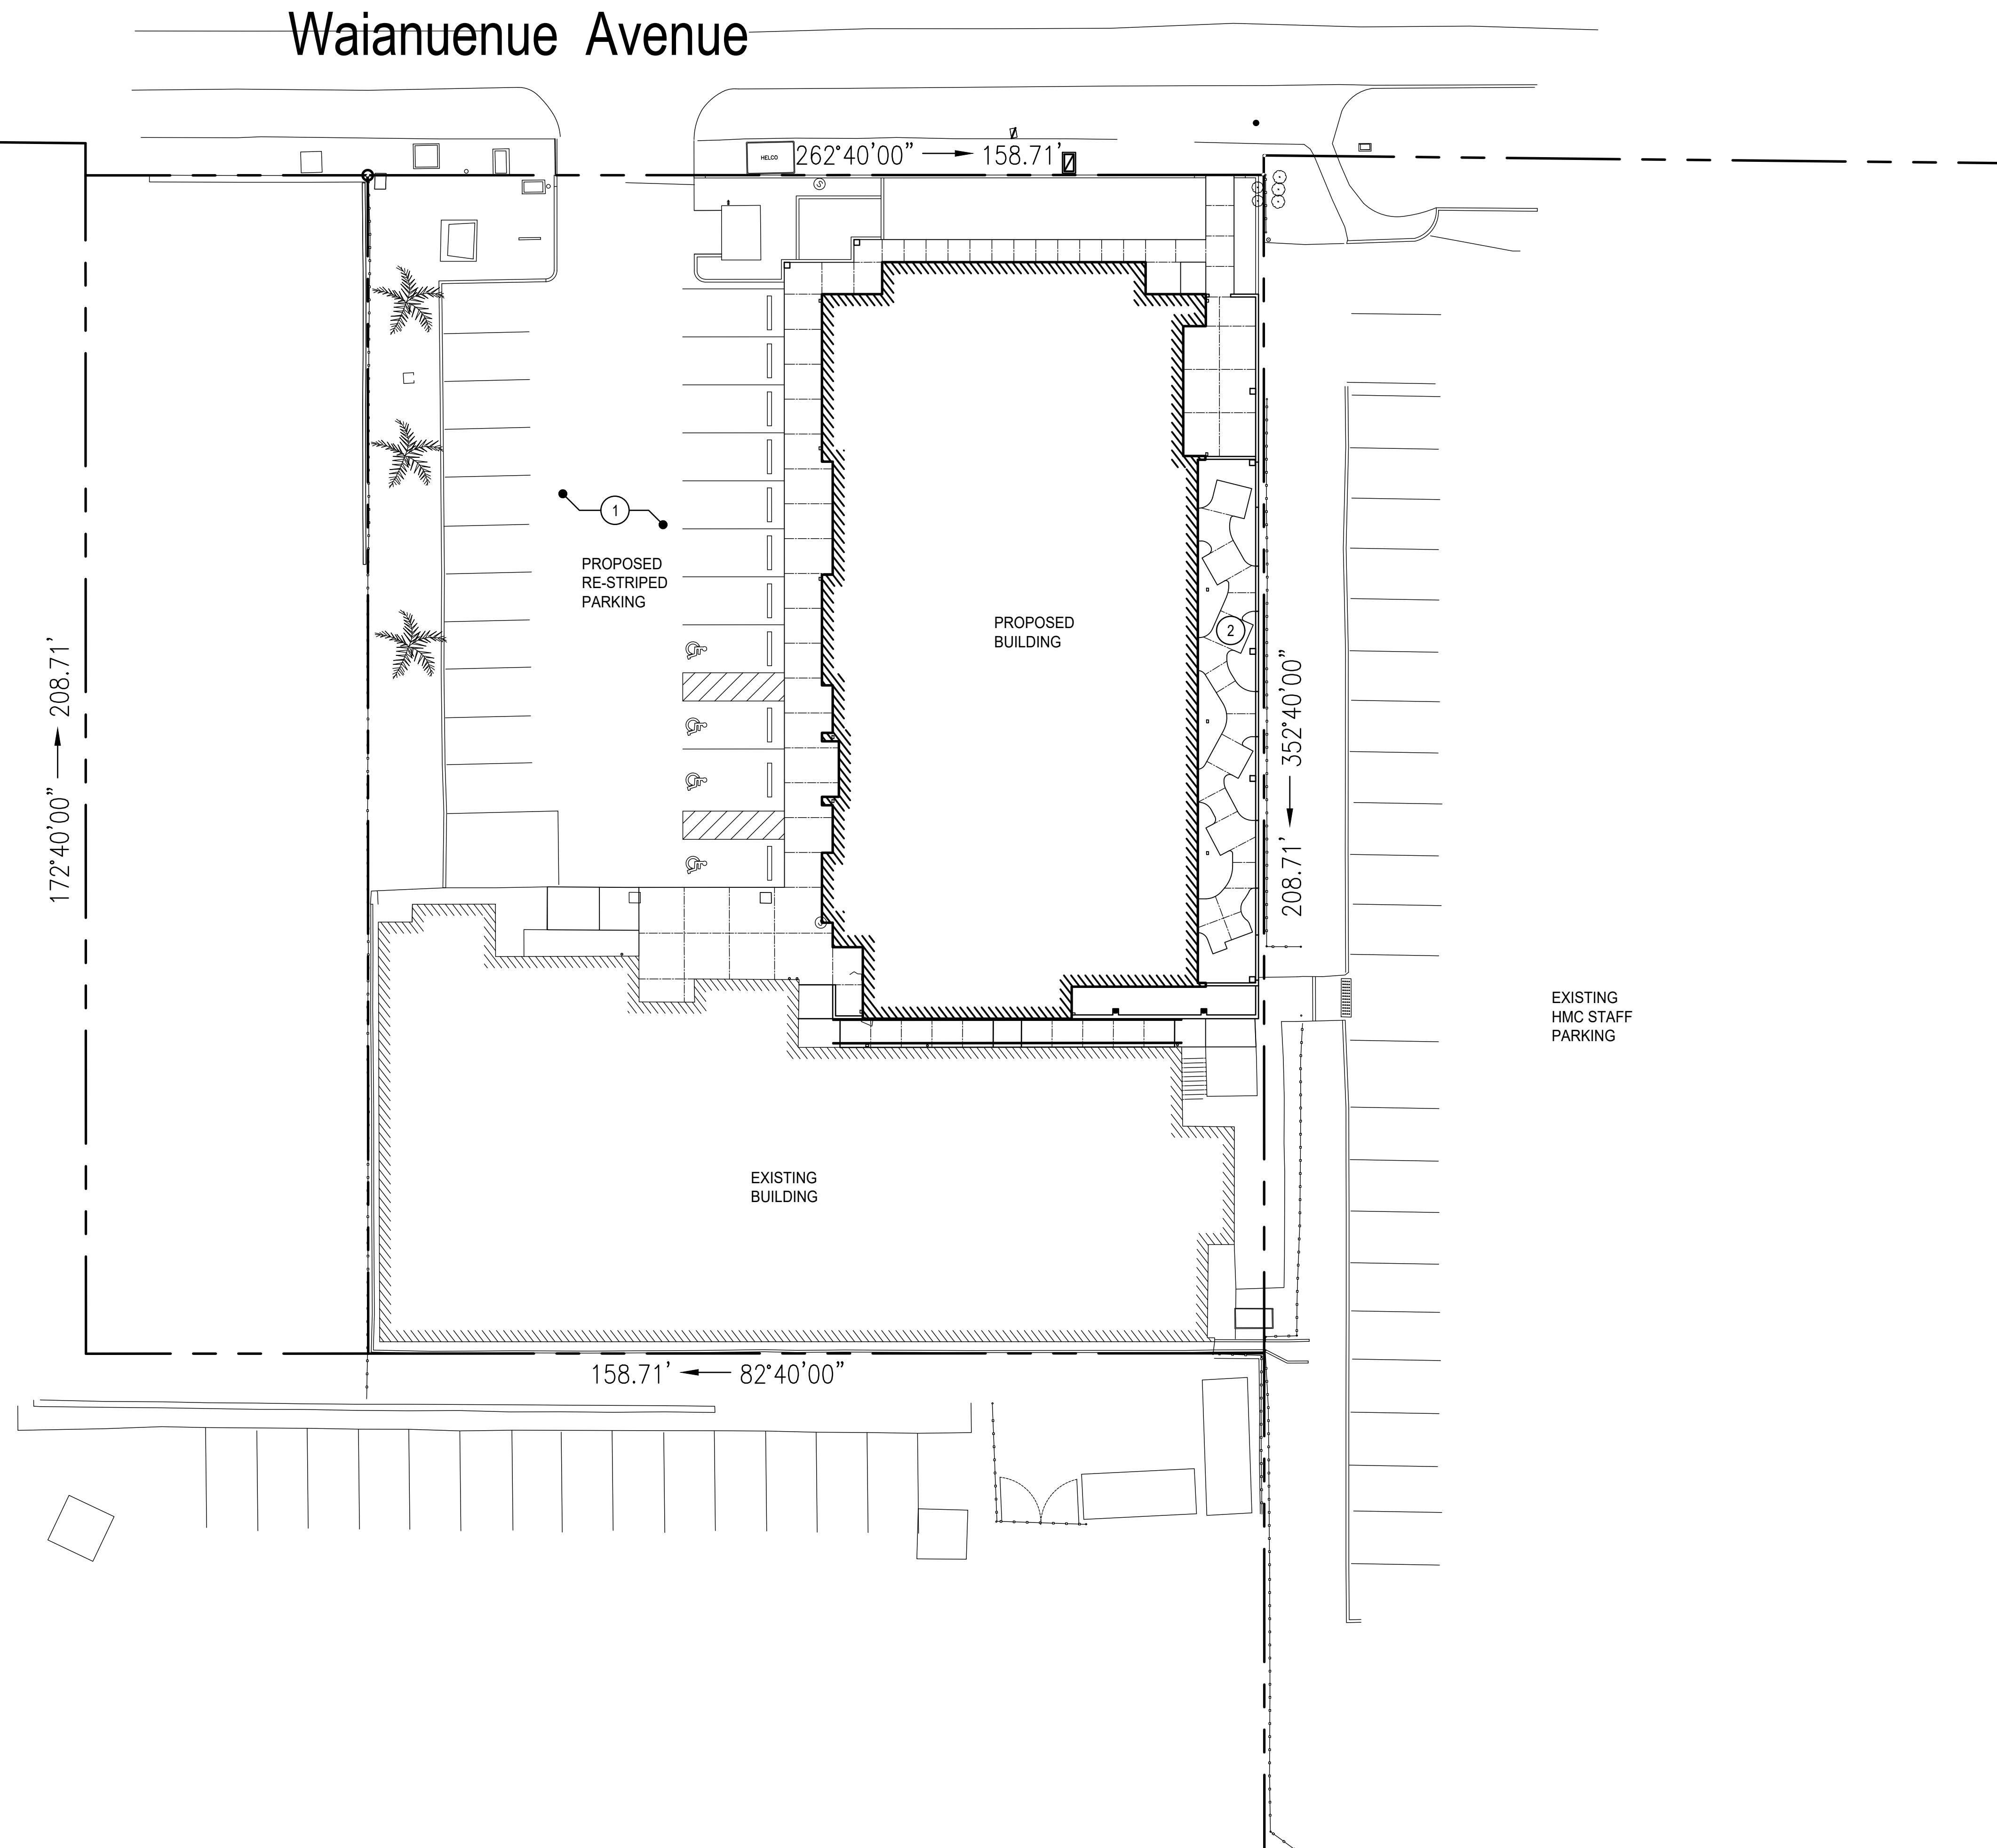 Waianuenue Avenue
HELCO
262°40'00" 158.71'
S
1
PROPOSED
RE-STRIPED
PARKING
PROPOSED
BUILDING
2
172°40'00" 208.71'
208.71' 352°40'00"
EXISTING
HMC STAFF
PARKING
EXISTING
BUILDING
158.71' 82°40'00"